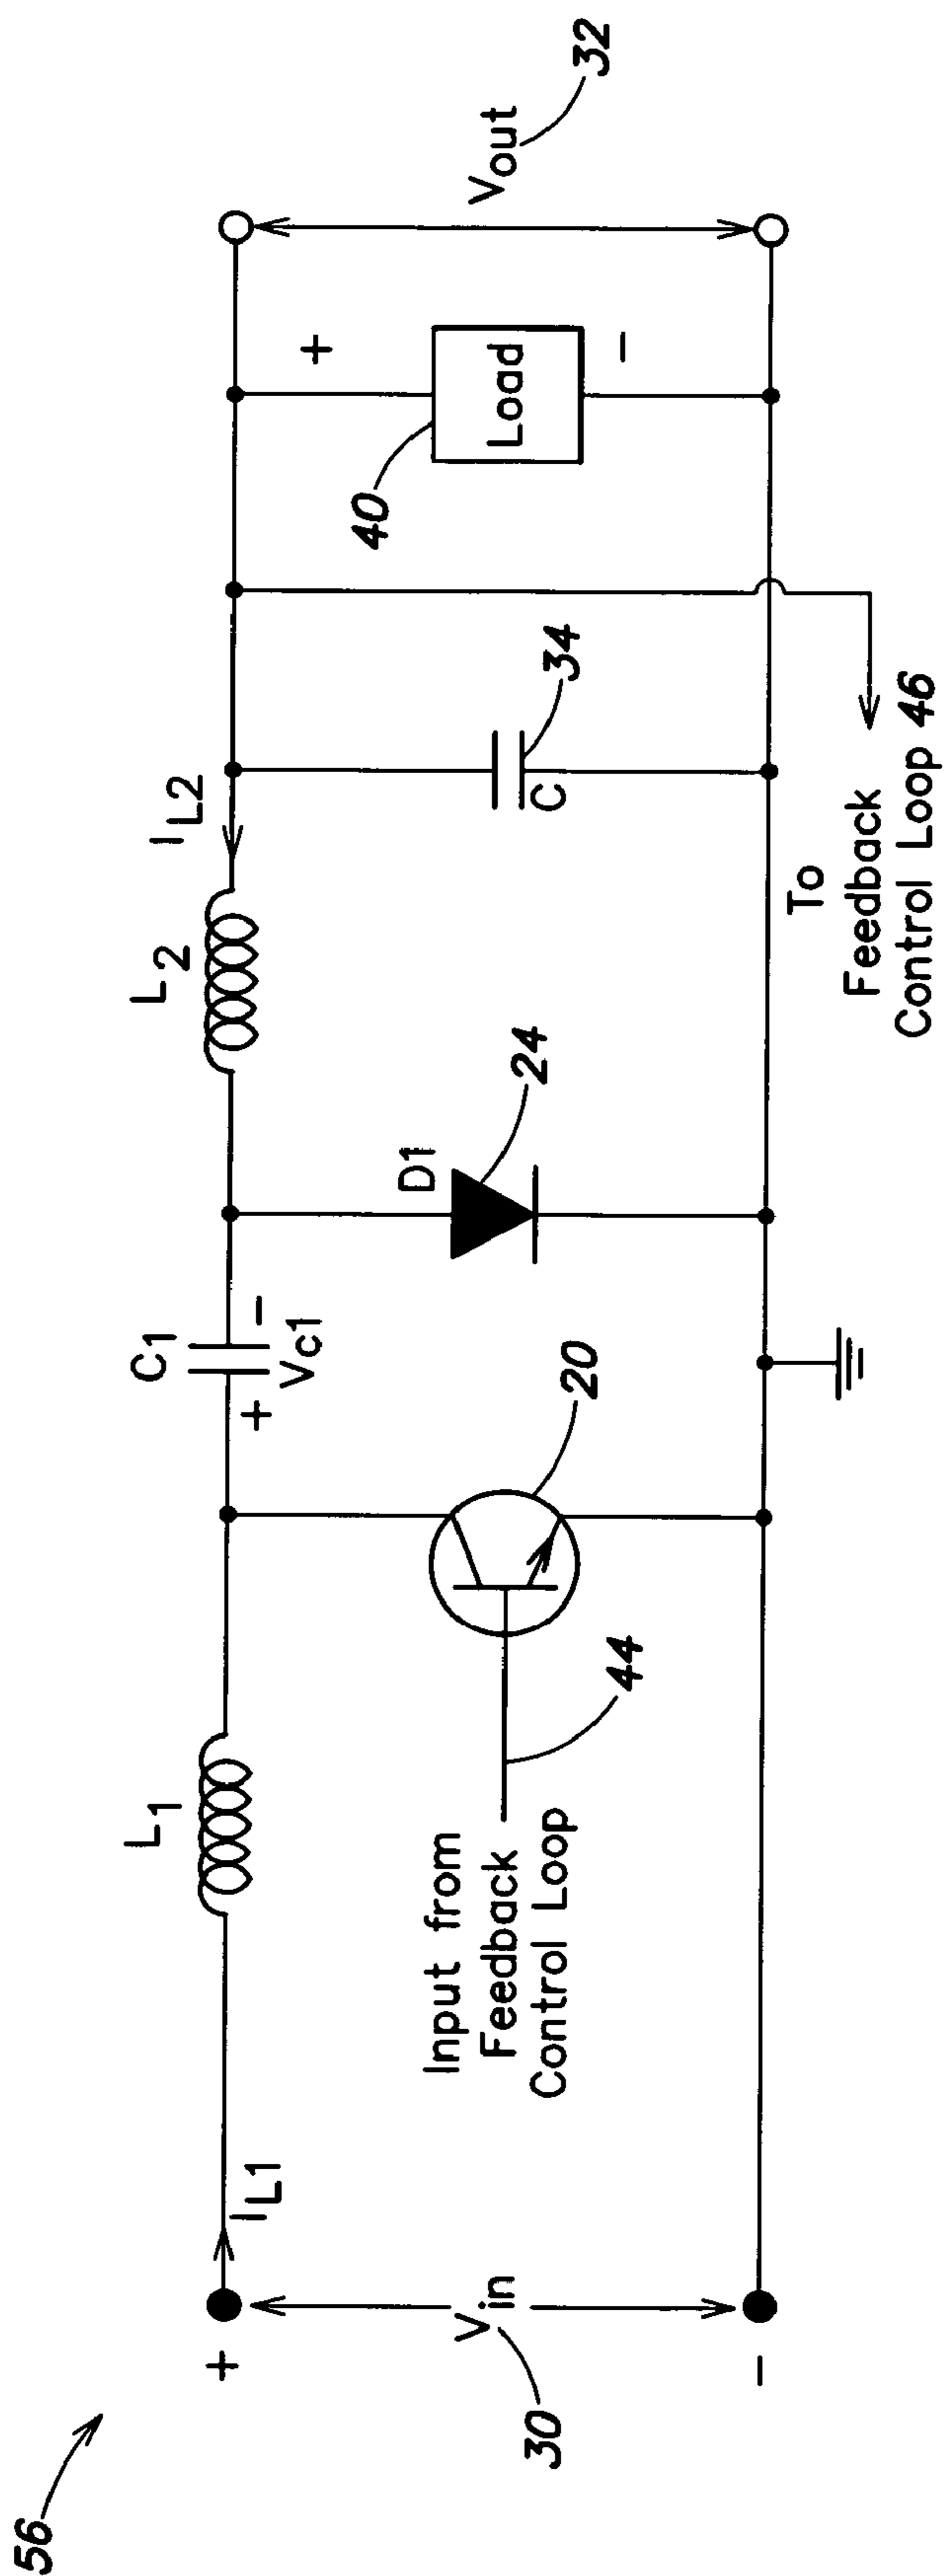 56
+
Vin
30
−
IL1
L1
Input from
Feedback
Control Loop
44
20
C1
+
−
Vc1
D1
24
L2
IL2
C
34
To
Feedback
Control Loop 46
40
Load
+
−
Vout
32